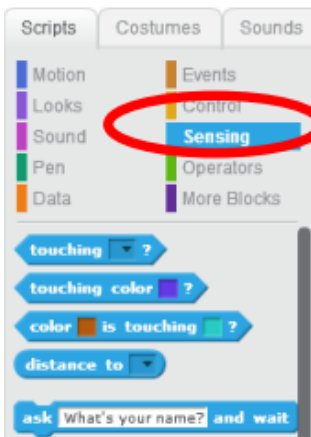 Scripts Costumes Sounds
Motion Events
Looks Control
Sound Sensing
Pen Operators
Data More Blocks
touching ?
touching color ?
color is touching ?
distance to
ask What's your name? and wait